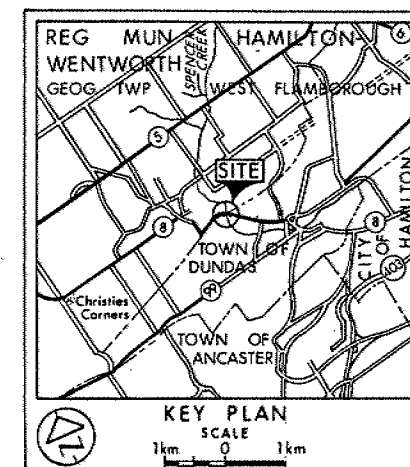 REG MUN HAMILTON-
WENTWORTH
GEOG TWP WEST FLAMBOROUGH
SPENCER CREEK
6
5
SITE
8
8
TOWN OF
DUNDAS
CITY OF HAMILTON
403
99
Christies
Corners
TOWN OF
ANCASTER
KEY PLAN
SCALE
1km 0 1km
N